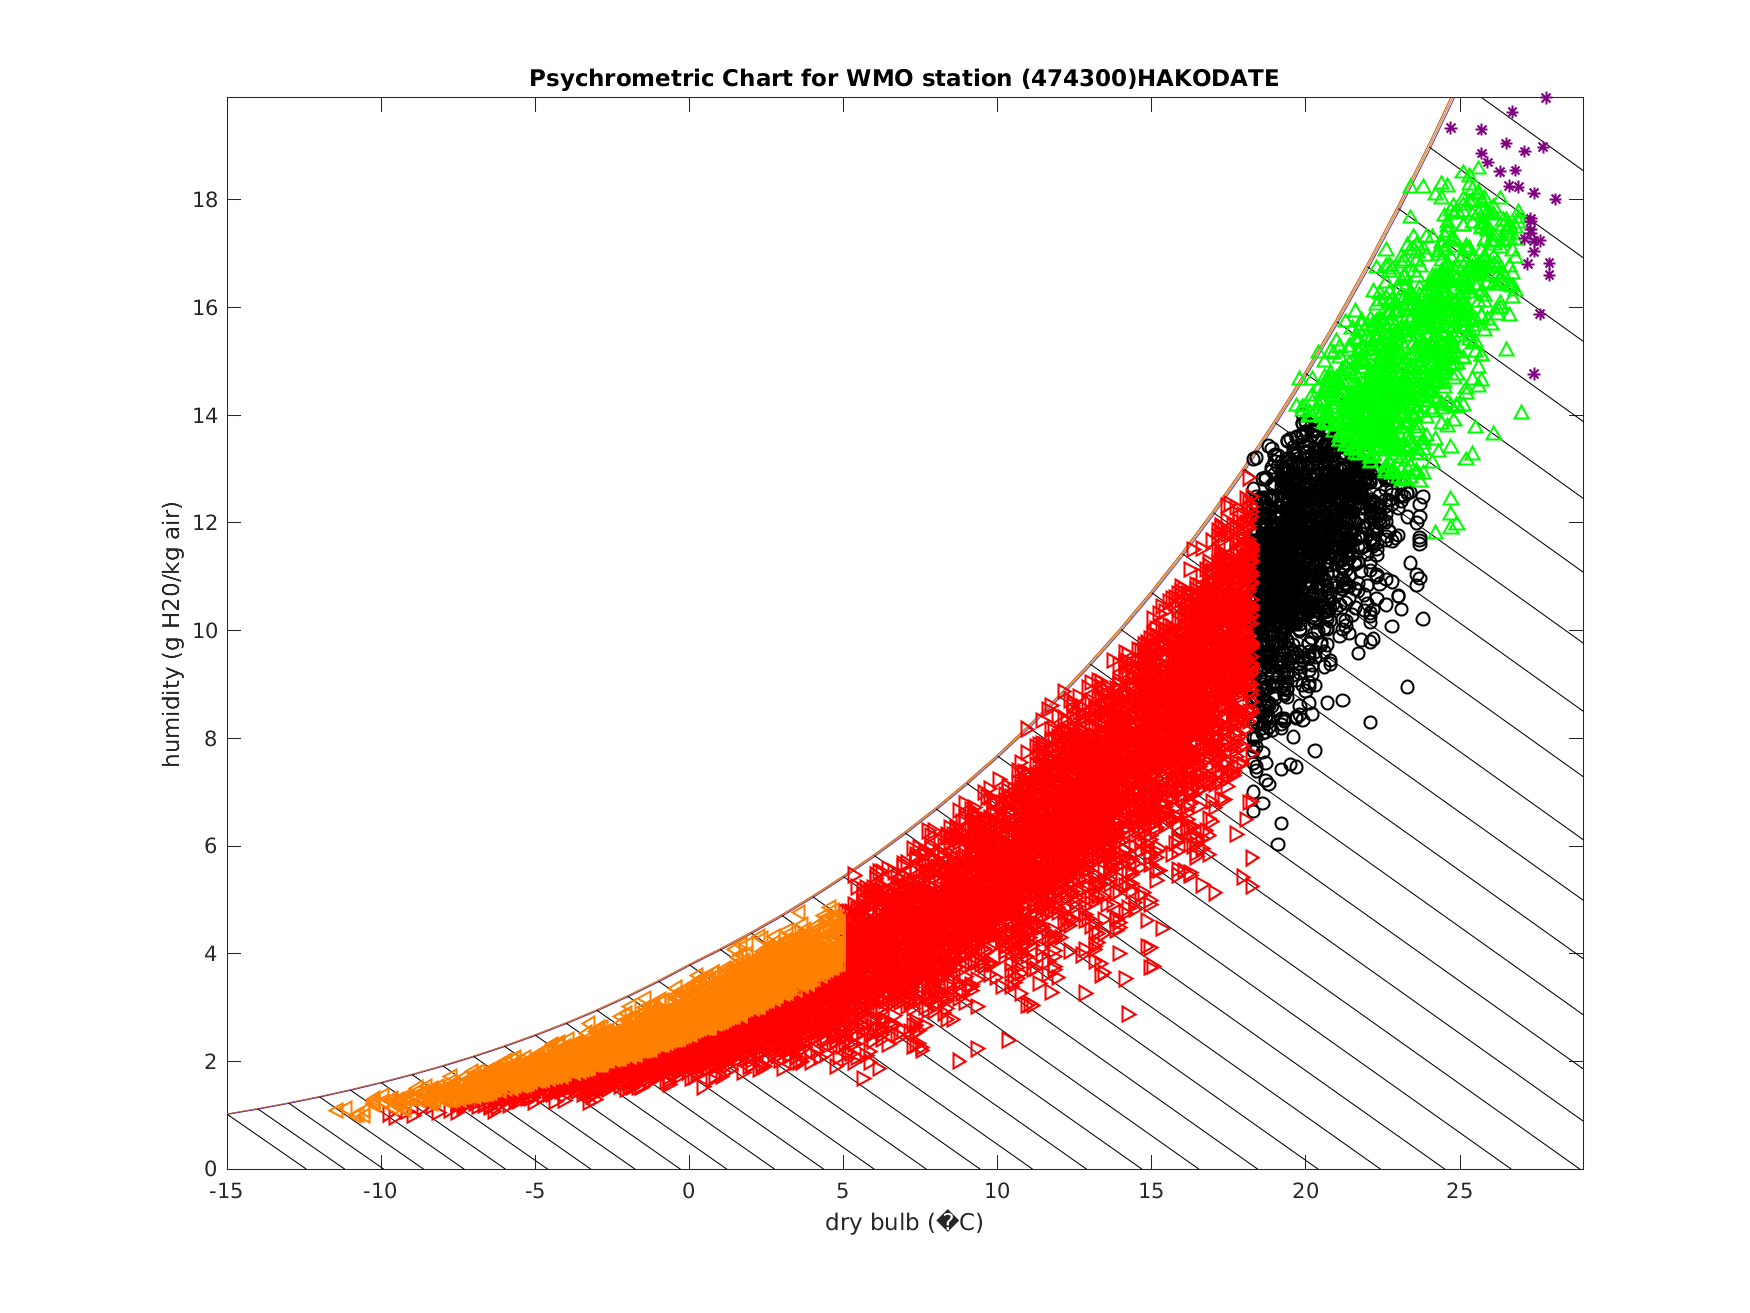 Psychrometric Chart for WMO station (474300)HAKODATE
18
16
14
12
10
8
6
4
2
0
humidity (g H20/kg air)
-15 -10 -5 0 5 10 15 20 25
dry bulb (�C)